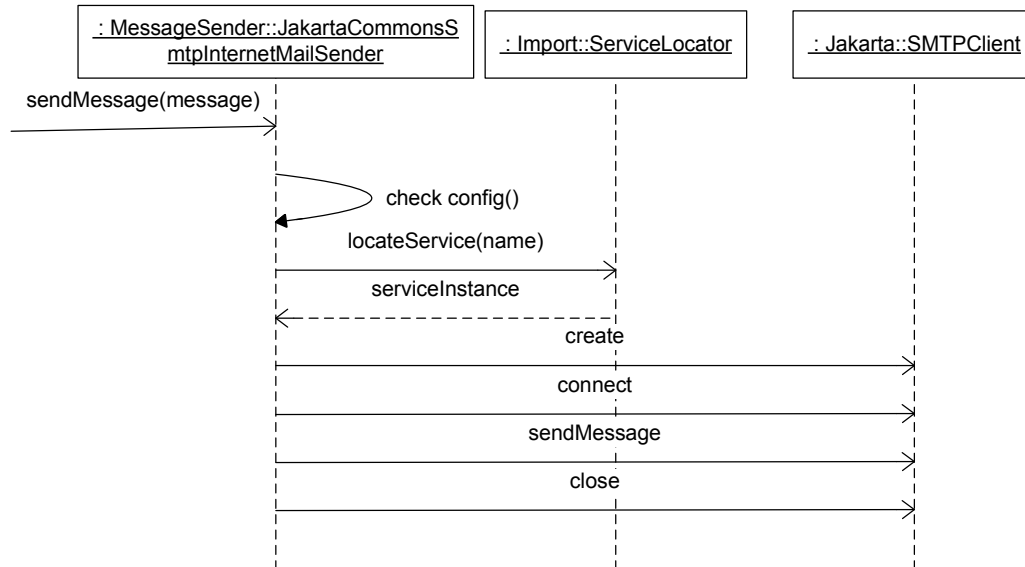 : MessageSender::JakartaCommonsS
mtpInternetMailSender
: Import::ServiceLocator
: Jakarta::SMTPClient
sendMessage(message)
check config()
locateService(name)
serviceInstance
create
connect
sendMessage
close